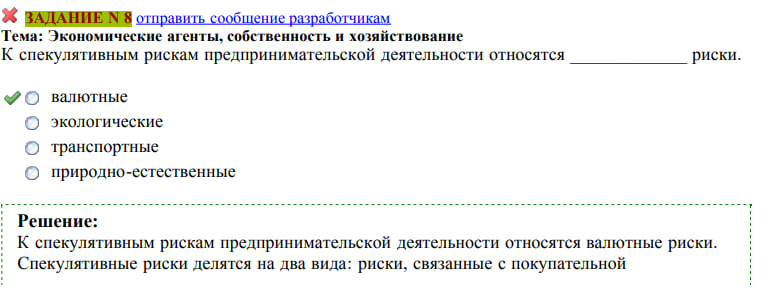 ЗАДАНИЕ N 8 отправить сообщение разработчикам
Тема: Экономические агенты, собственность и хозяйствование
К спекулятивным рискам предпринимательской деятельности относятся ______________ риски.
валютные
экологические
транспортные
природно-естественные
Решение:
К спекулятивным рискам предпринимательской деятельности относятся валютные риски.
Спекулятивные риски делятся на два вида: риски, связанные с покупательной